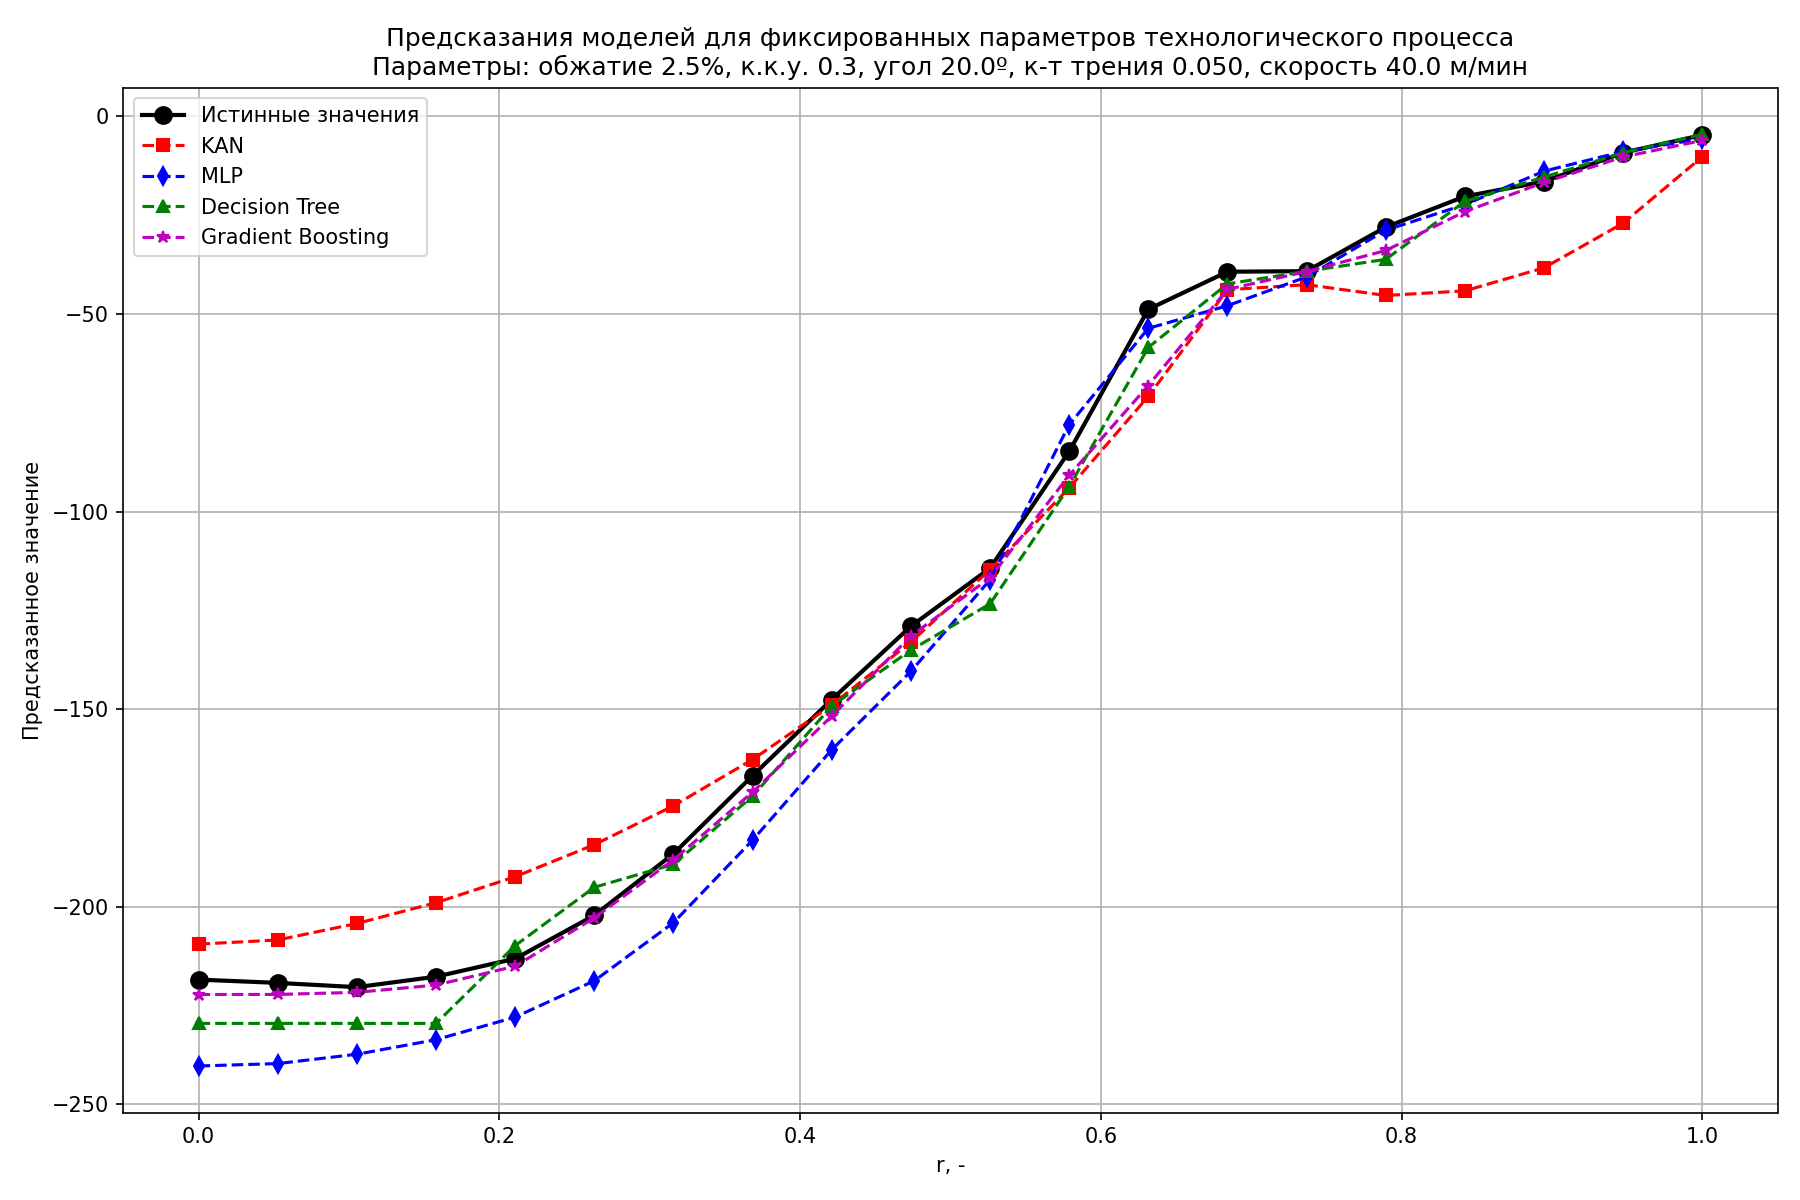 Предсказания моделей для фиксированных параметров технологического процесса
Параметры: обжатие 2.5%, к.к.у. 0.3, угол 20.0º, к-т трения 0.050, скорость 40.0 м/мин
Истинные значения
KAN
MLP
Decision Tree
Gradient Boosting
Предсказанное значение
0
−50
−100
−150
−200
−250
0.0
0.2
0.4
0.6
0.8
1.0
r, -